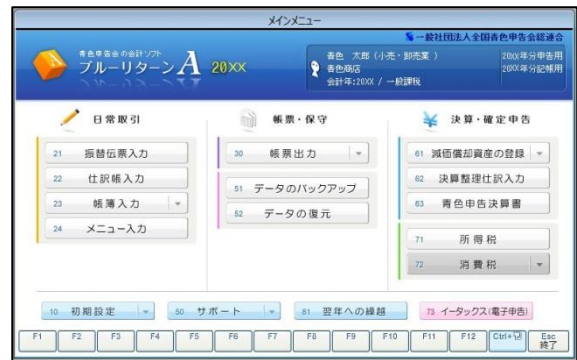 メインメニュー
一般社団法人全国青色申告会総連合
青色申告会の会計ソフト
ブルーリターンA 20XX
青色 太郎（小売・卸売業 ）
青色商店
会計年:20XX / 一般課税
20XX年分申告用
20XX年分記帳用
日常取引
21 振替伝票入力
22 仕訳帳入力
23 帳簿入力
24 メニュー入力
帳票・保守
30 帳票出力
51 データのバックアップ
52 データの復元
決算・確定申告
61 減価償却資産の登録
62 決算整理仕訳入力
63 青色申告決算書
71 所得税
72 消費税
10 初期設定
50 サポート
81 翌年への繰越
73 イータックス(電子申告)
F1 F2 F3 F4 F5 F6 F7 F8 F9 F10 F11 F12 Ctrl+ Esc
終了